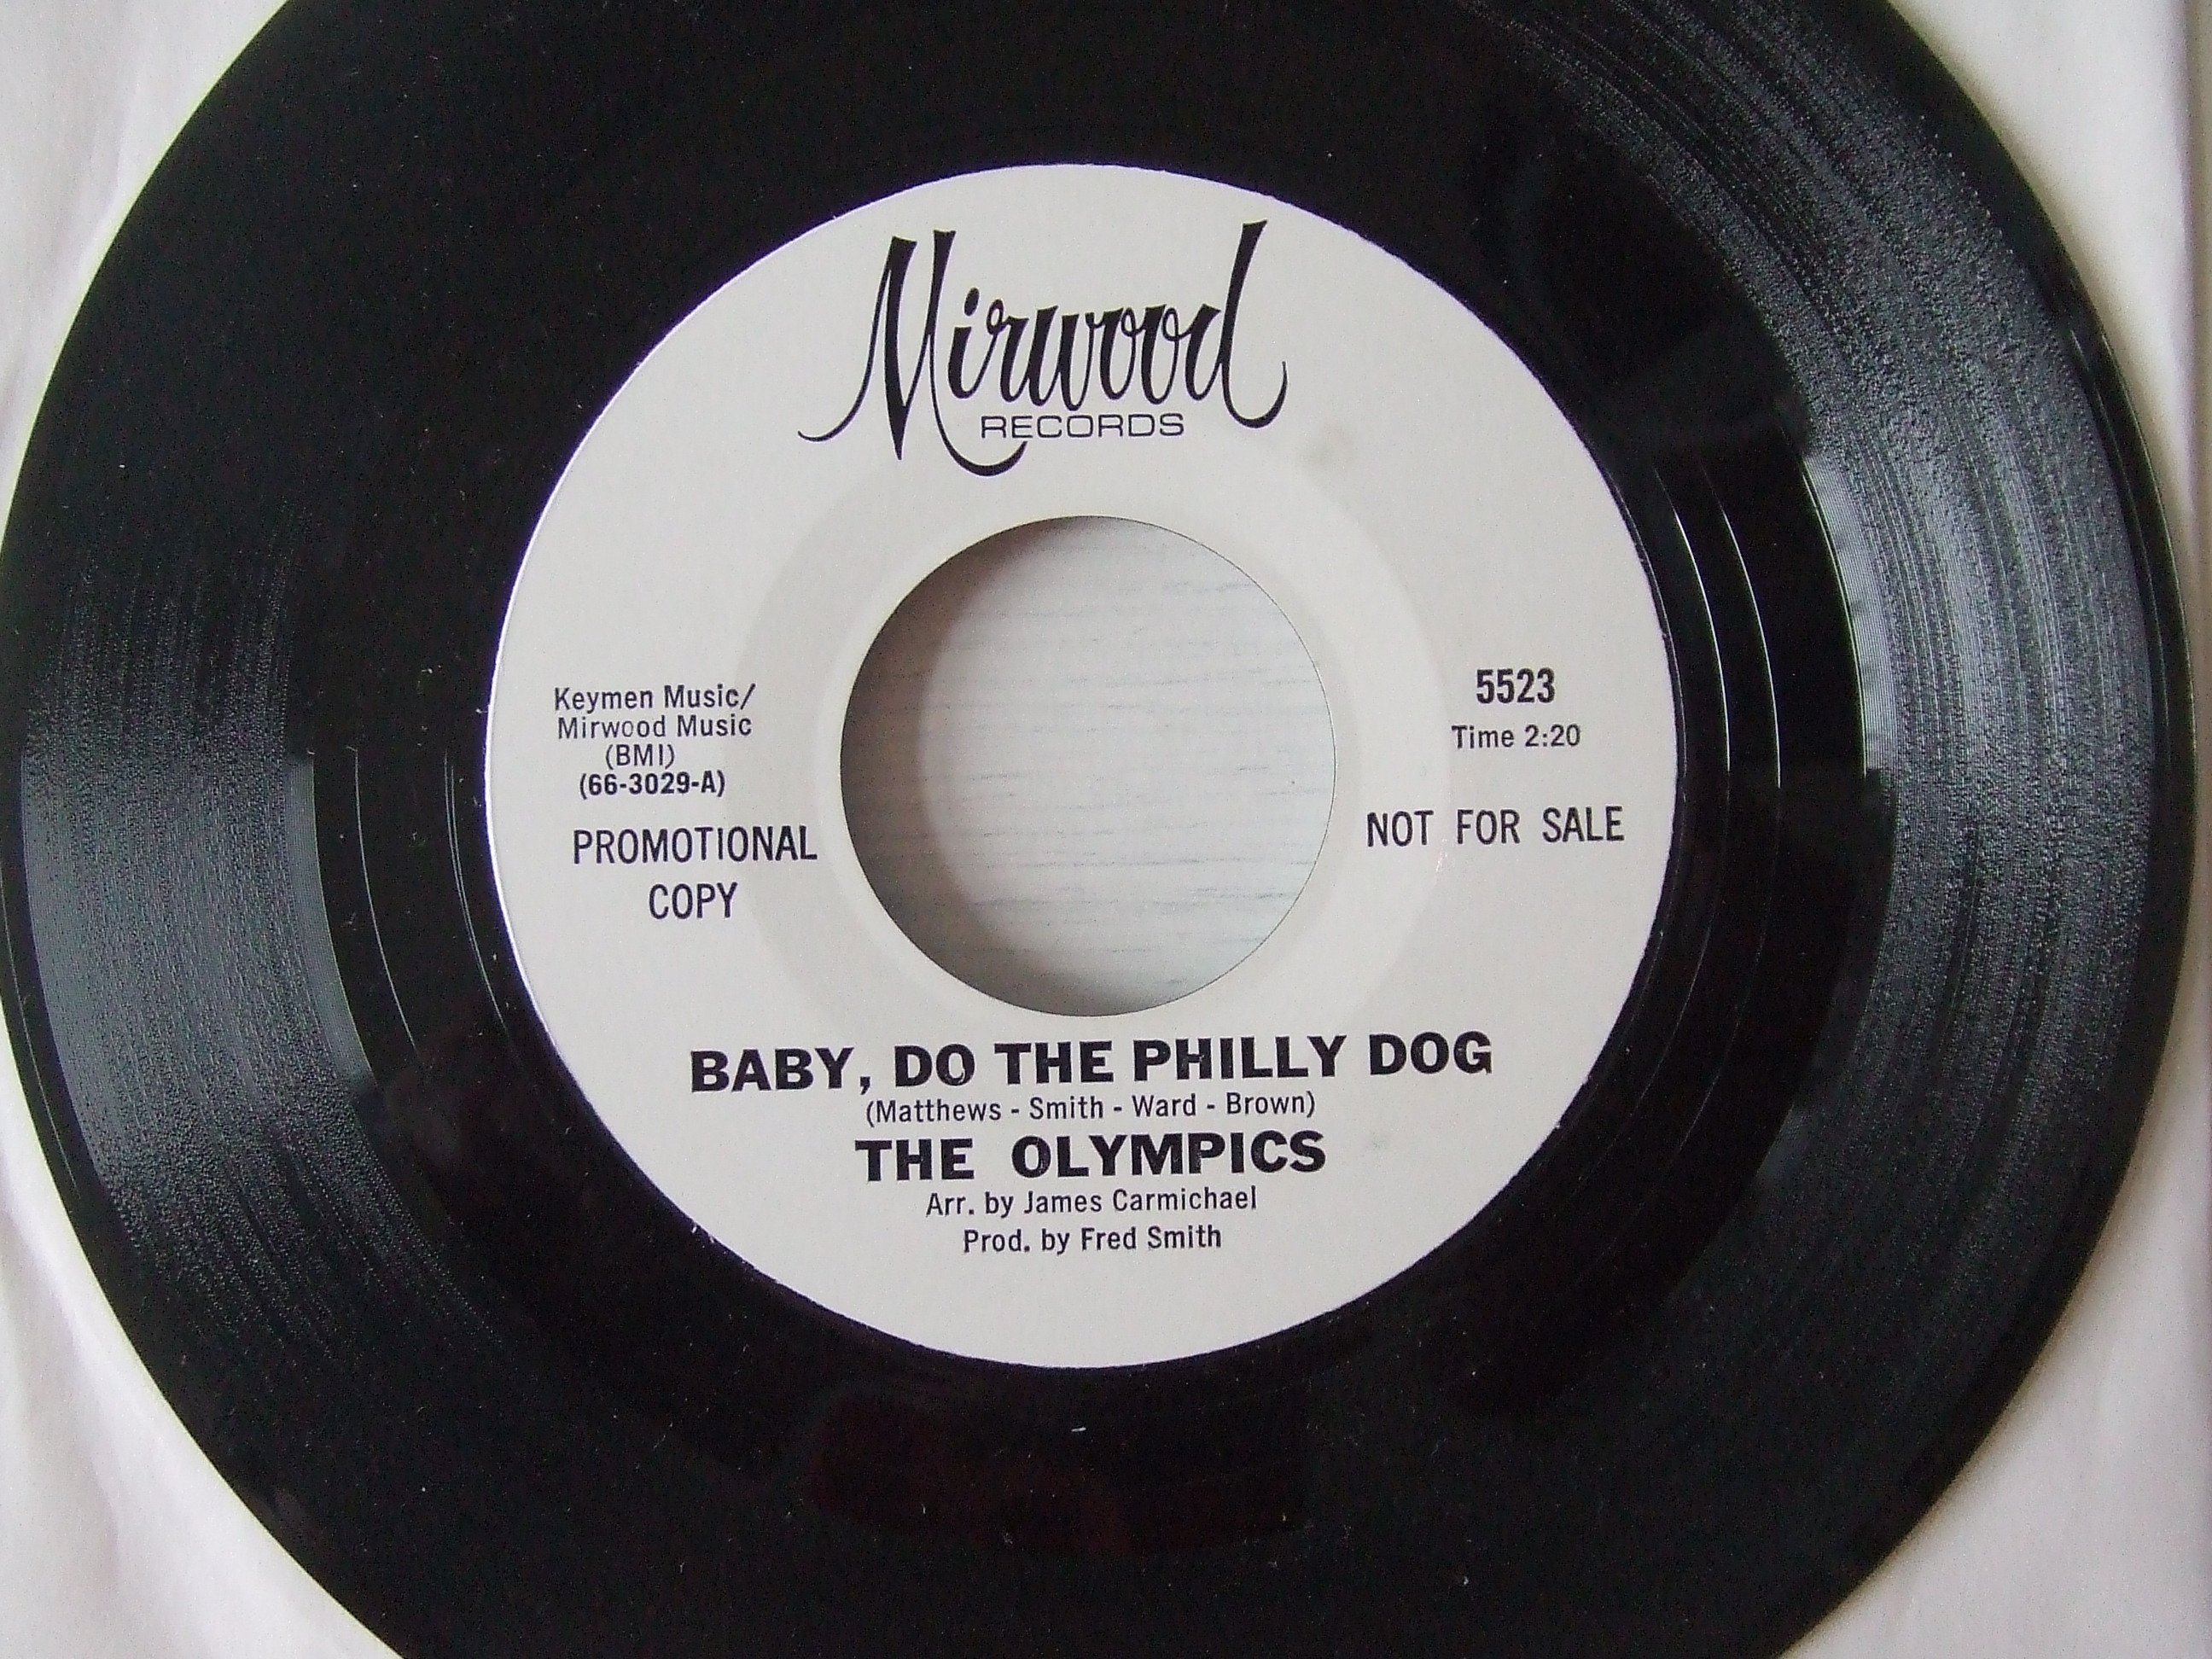 Mirwood
RECORDS
Keymen Music/
Mirwood Music
(BMI)
(66-3029-A)
PROMOTIONAL
COPY
5523
Time 2:20
NOT FOR SALE
BABY, DO THE PHILLY DOG
(Matthews - Smith - Ward - Brown)
THE OLYMPICS
Arr. by James Carmichael
Prod. by Fred Smith